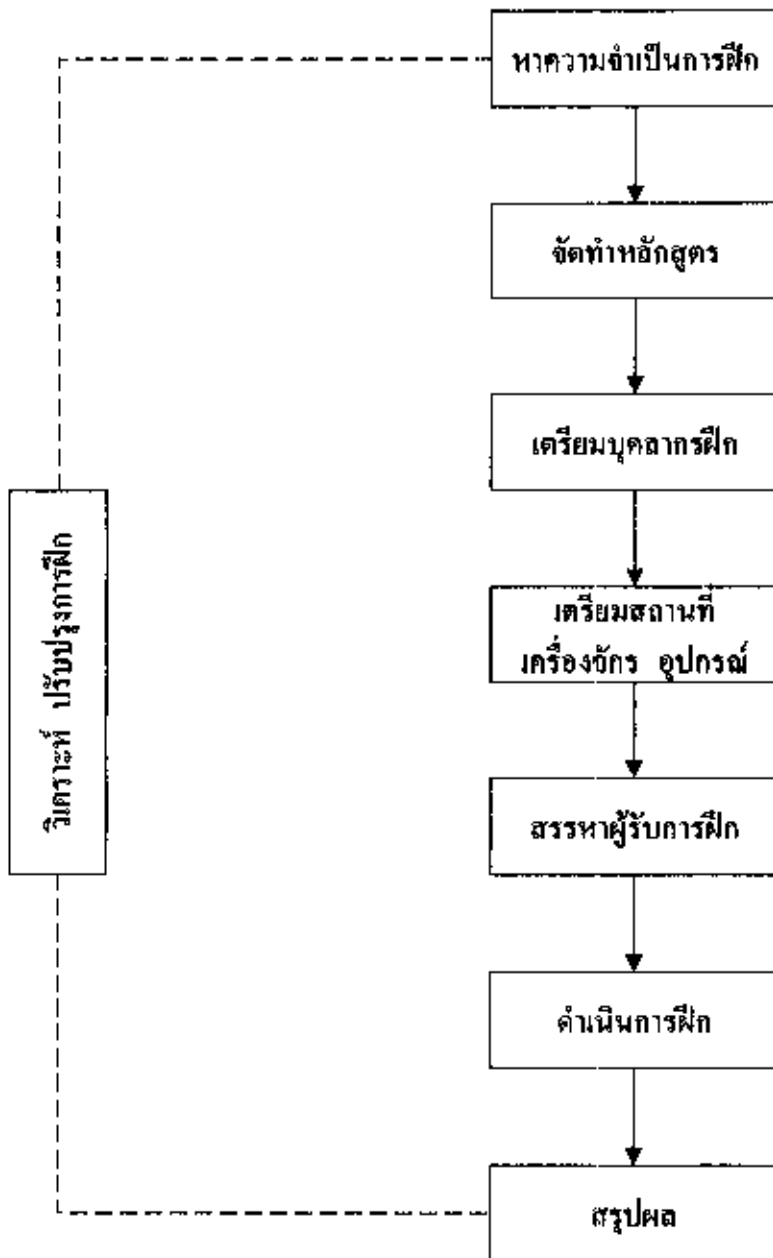 หาความจำเป็นการฝึก
จัดทำหลักสูตร
เตรียมบุคลากรฝึก
เตรียมสถานที่
เครื่องจักร อุปกรณ์
สรรหาผู้รับการฝึก
ดำเนินการฝึก
สรุปผล
วิเคราะห์ ปรับปรุงการฝึก